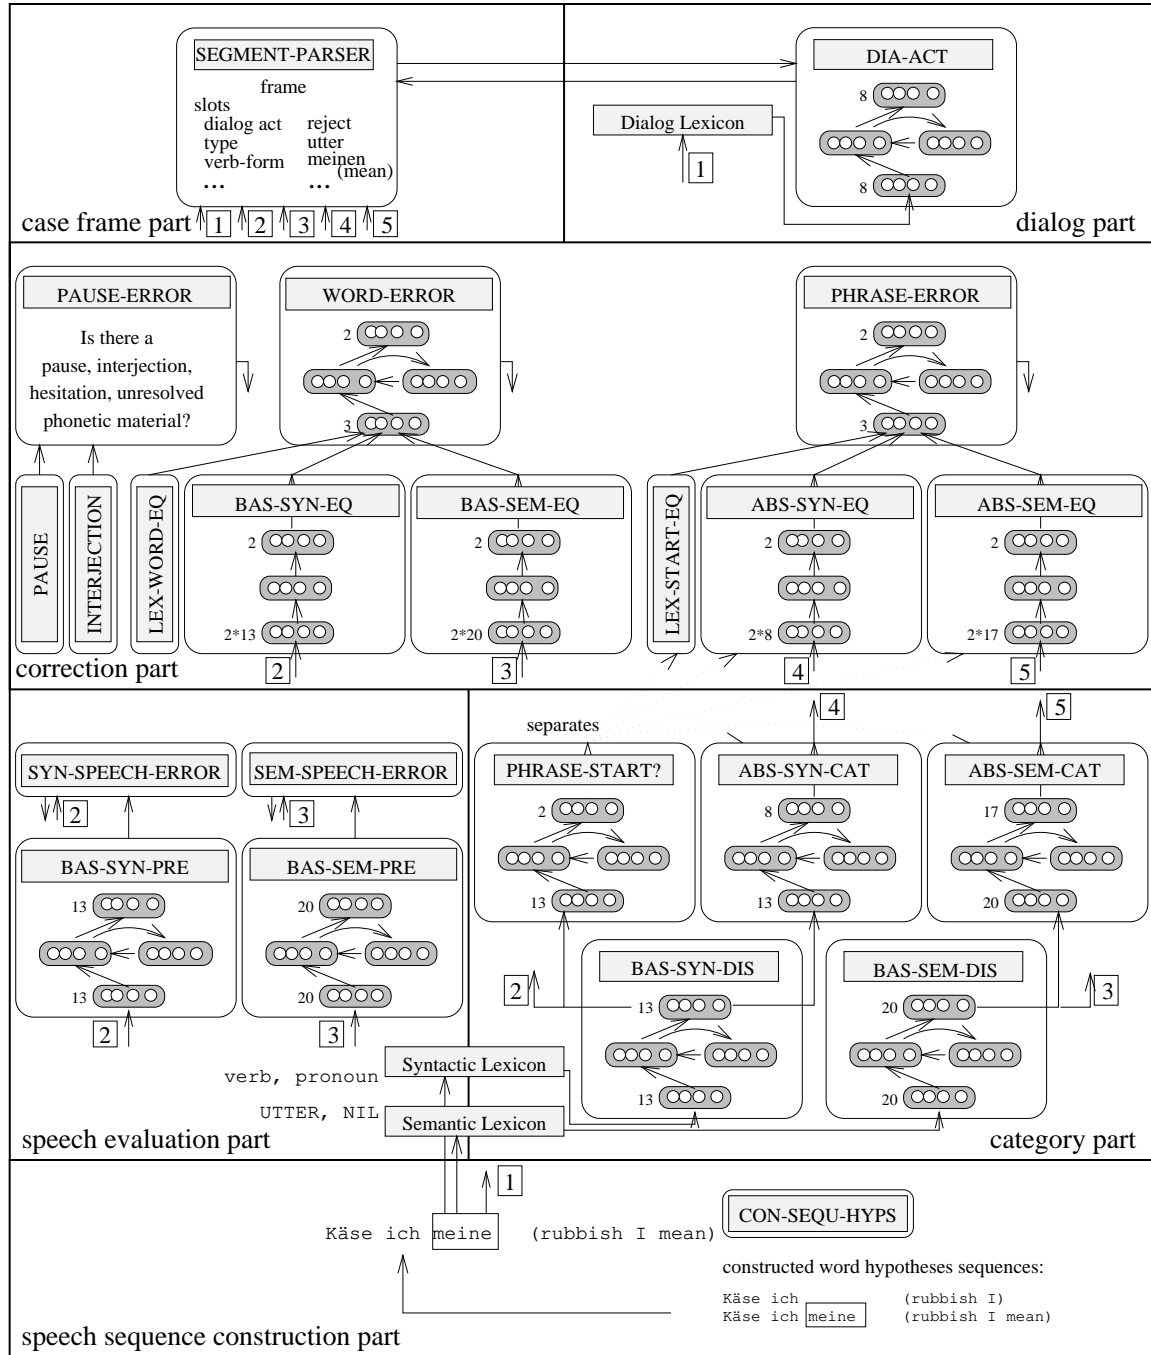 SEGMENT-PARSER
frame
slots
dialog act reject
type utter
verb-form meinen
(mean)
... ...
1 2 3 4 5
case frame part
DIA-ACT
8
Dialog Lexicon
1
8
dialog part
PAUSE-ERROR
Is there a
pause, interjection,
hesitation, unresolved
phonetic material?
WORD-ERROR
2
3
PHRASE-ERROR
2
3
PAUSE
INTERJECTION
LEX-WORD-EQ
BAS-SYN-EQ
2
2*13
2
BAS-SEM-EQ
2
2*20
3
LEX-START-EQ
ABS-SYN-EQ
2
2*8
4
ABS-SEM-EQ
2
2*17
5
correction part
SYN-SPEECH-ERROR
2
SEM-SPEECH-ERROR
3
BAS-SYN-PRE
13
13
2
BAS-SEM-PRE
20
20
3
speech evaluation part
separates
4
5
PHRASE-START?
2
13
ABS-SYN-CAT
8
13
ABS-SEM-CAT
17
20
2
BAS-SYN-DIS
13
13
BAS-SEM-DIS
20
20
3
verb, pronoun
Syntactic Lexicon
UTTER, NIL
Semantic Lexicon
category part
1
Käse ich meine (rubbish I mean)
CON-SEQU-HYPS
constructed word hypotheses sequences:
Käse ich (rubbish I)
Käse ich meine (rubbish I mean)
speech sequence construction part